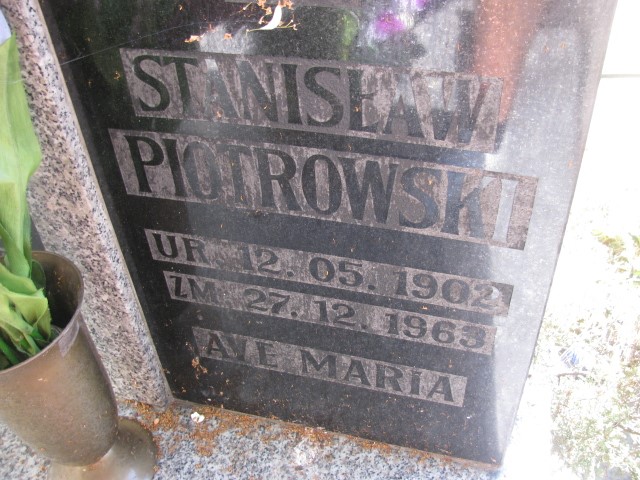 STANISŁAW
PIOTROWSKI
UR. 12. 05. 1902
ZM. 27. 12. 1963
AVE MARIA